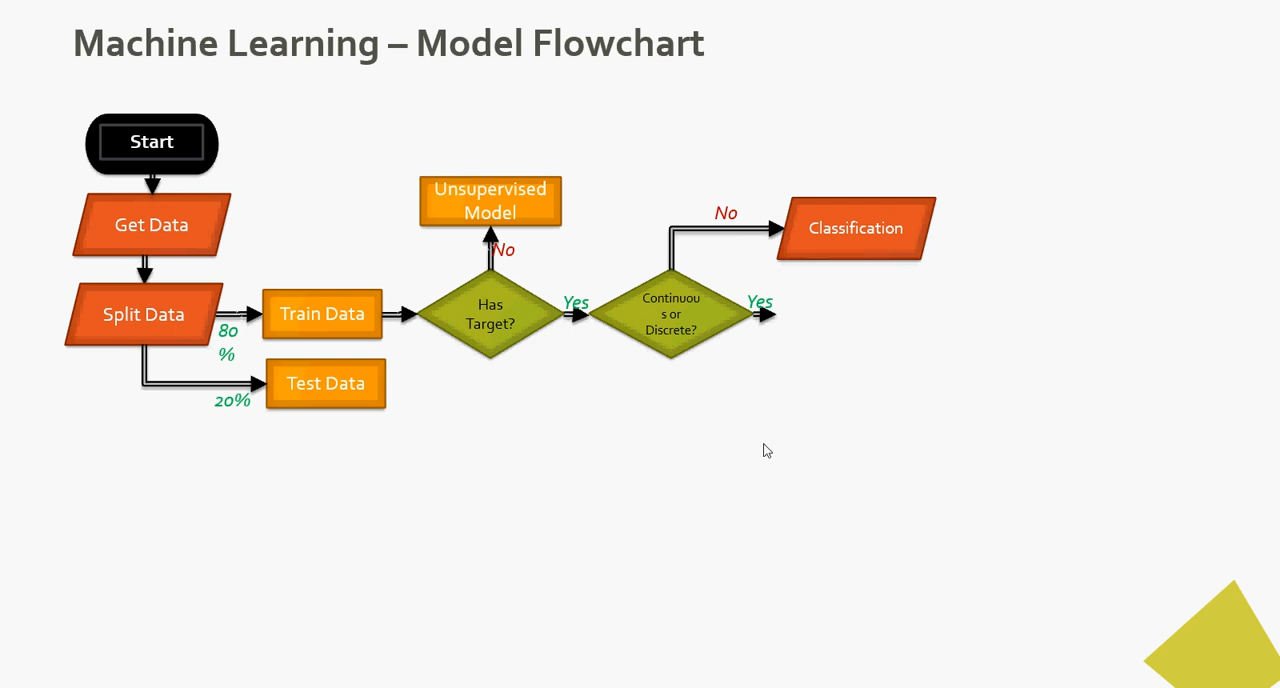 Machine Learning – Model Flowchart
Start
Get Data
Split Data
80
%
20%
Train Data
Test Data
Unsupervised
Model
No
Has
Target?
Yes
Continuou
s or
Discrete?
No
Yes
Classification